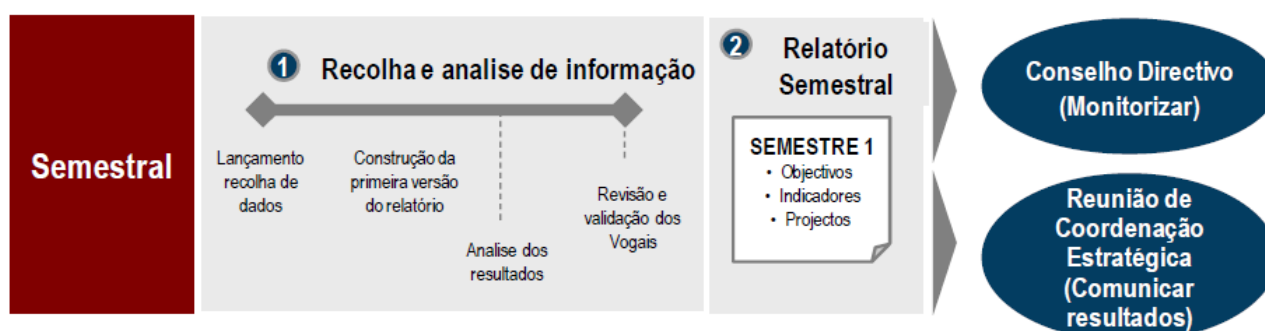 Semestral
1 Recolha e analise de informação
Lançamento
recolha de
dados
Construção da
primeira versão
do relatório
Analise dos
resultados
Revisão e
validação dos
Vogais
2 Relatório
Semestral
SEMESTRE 1
• Objectivos
• Indicadores
• Projectos
Conselho Directivo
(Monitorizar)
Reunião de
Coordenação
Estratégica
(Comunicar
resultados)